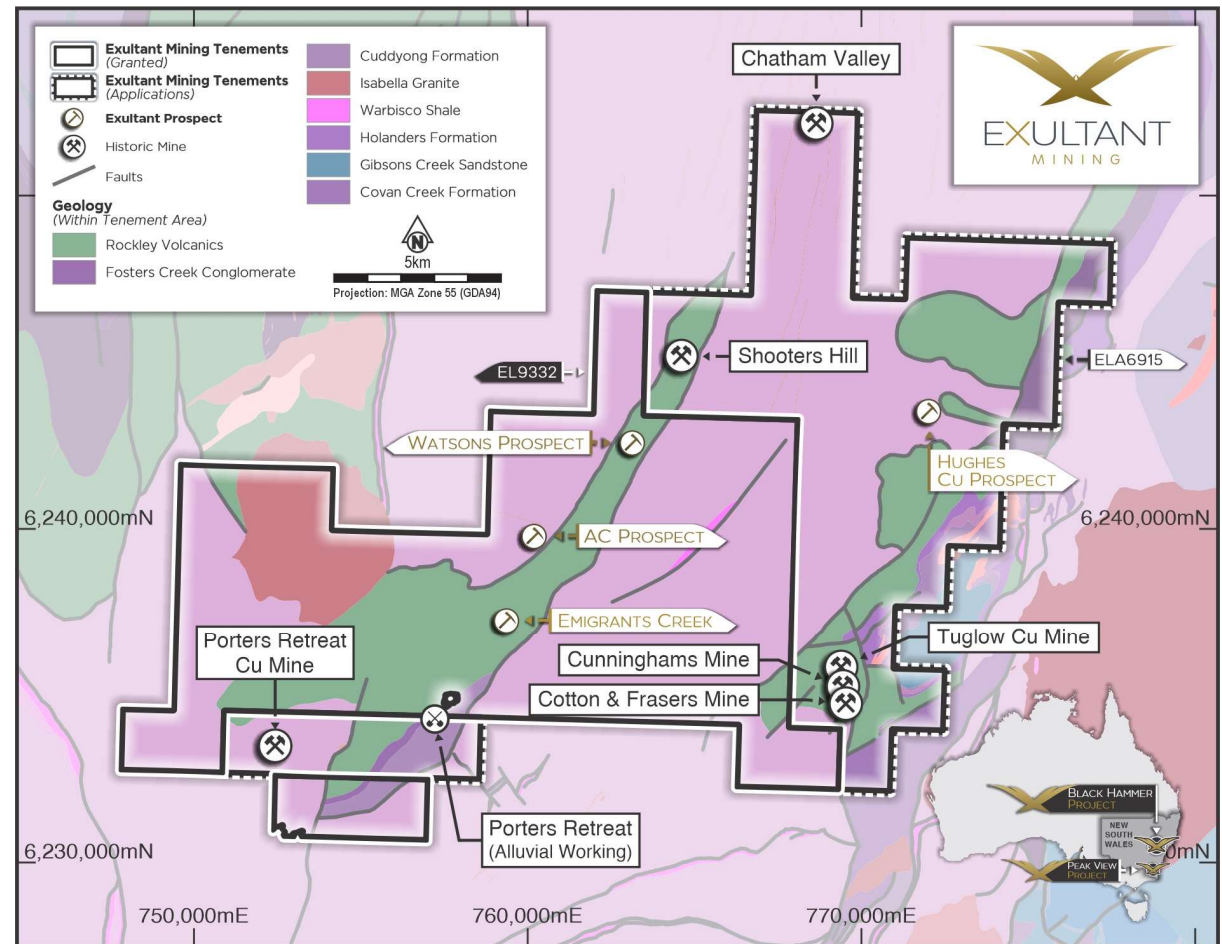 Exultant Mining Tenements
(Granted)
Exultant Mining Tenements
(Applications)
Exultant Prospect
Historic Mine
Faults
Geology
(Within Tenement Area)
Rockley Volcanics
Fosters Creek Conglomerate
Cuddyong Formation
Isabella Granite
Warbisco Shale
Holanders Formation
Gibsons Creek Sandstone
Covan Creek Formation
N
5km
Projection: MGA Zone 55 (GDA94)
Chatham Valley
EXULTANT
MINING
Shooters Hill
EL9332
ELA6915
WATSONS PROSPECT
HUGHES
CU PROSPECT
6,240,000mN
6,240,000mN
AC PROSPECT
EMIGRANTS CREEK
Porters Retreat
Cu Mine
Tuglow Cu Mine
Cunninghams Mine
Cotton & Frasers Mine
Porters Retreat
(Alluvial Working)
BLACK HAMMER
PROJECT
NEW
SOUTH
WALES
PEAK VIEW
PROJECT
6,230,000mN
0mN
750,000mE
760,000mE
770,000mE